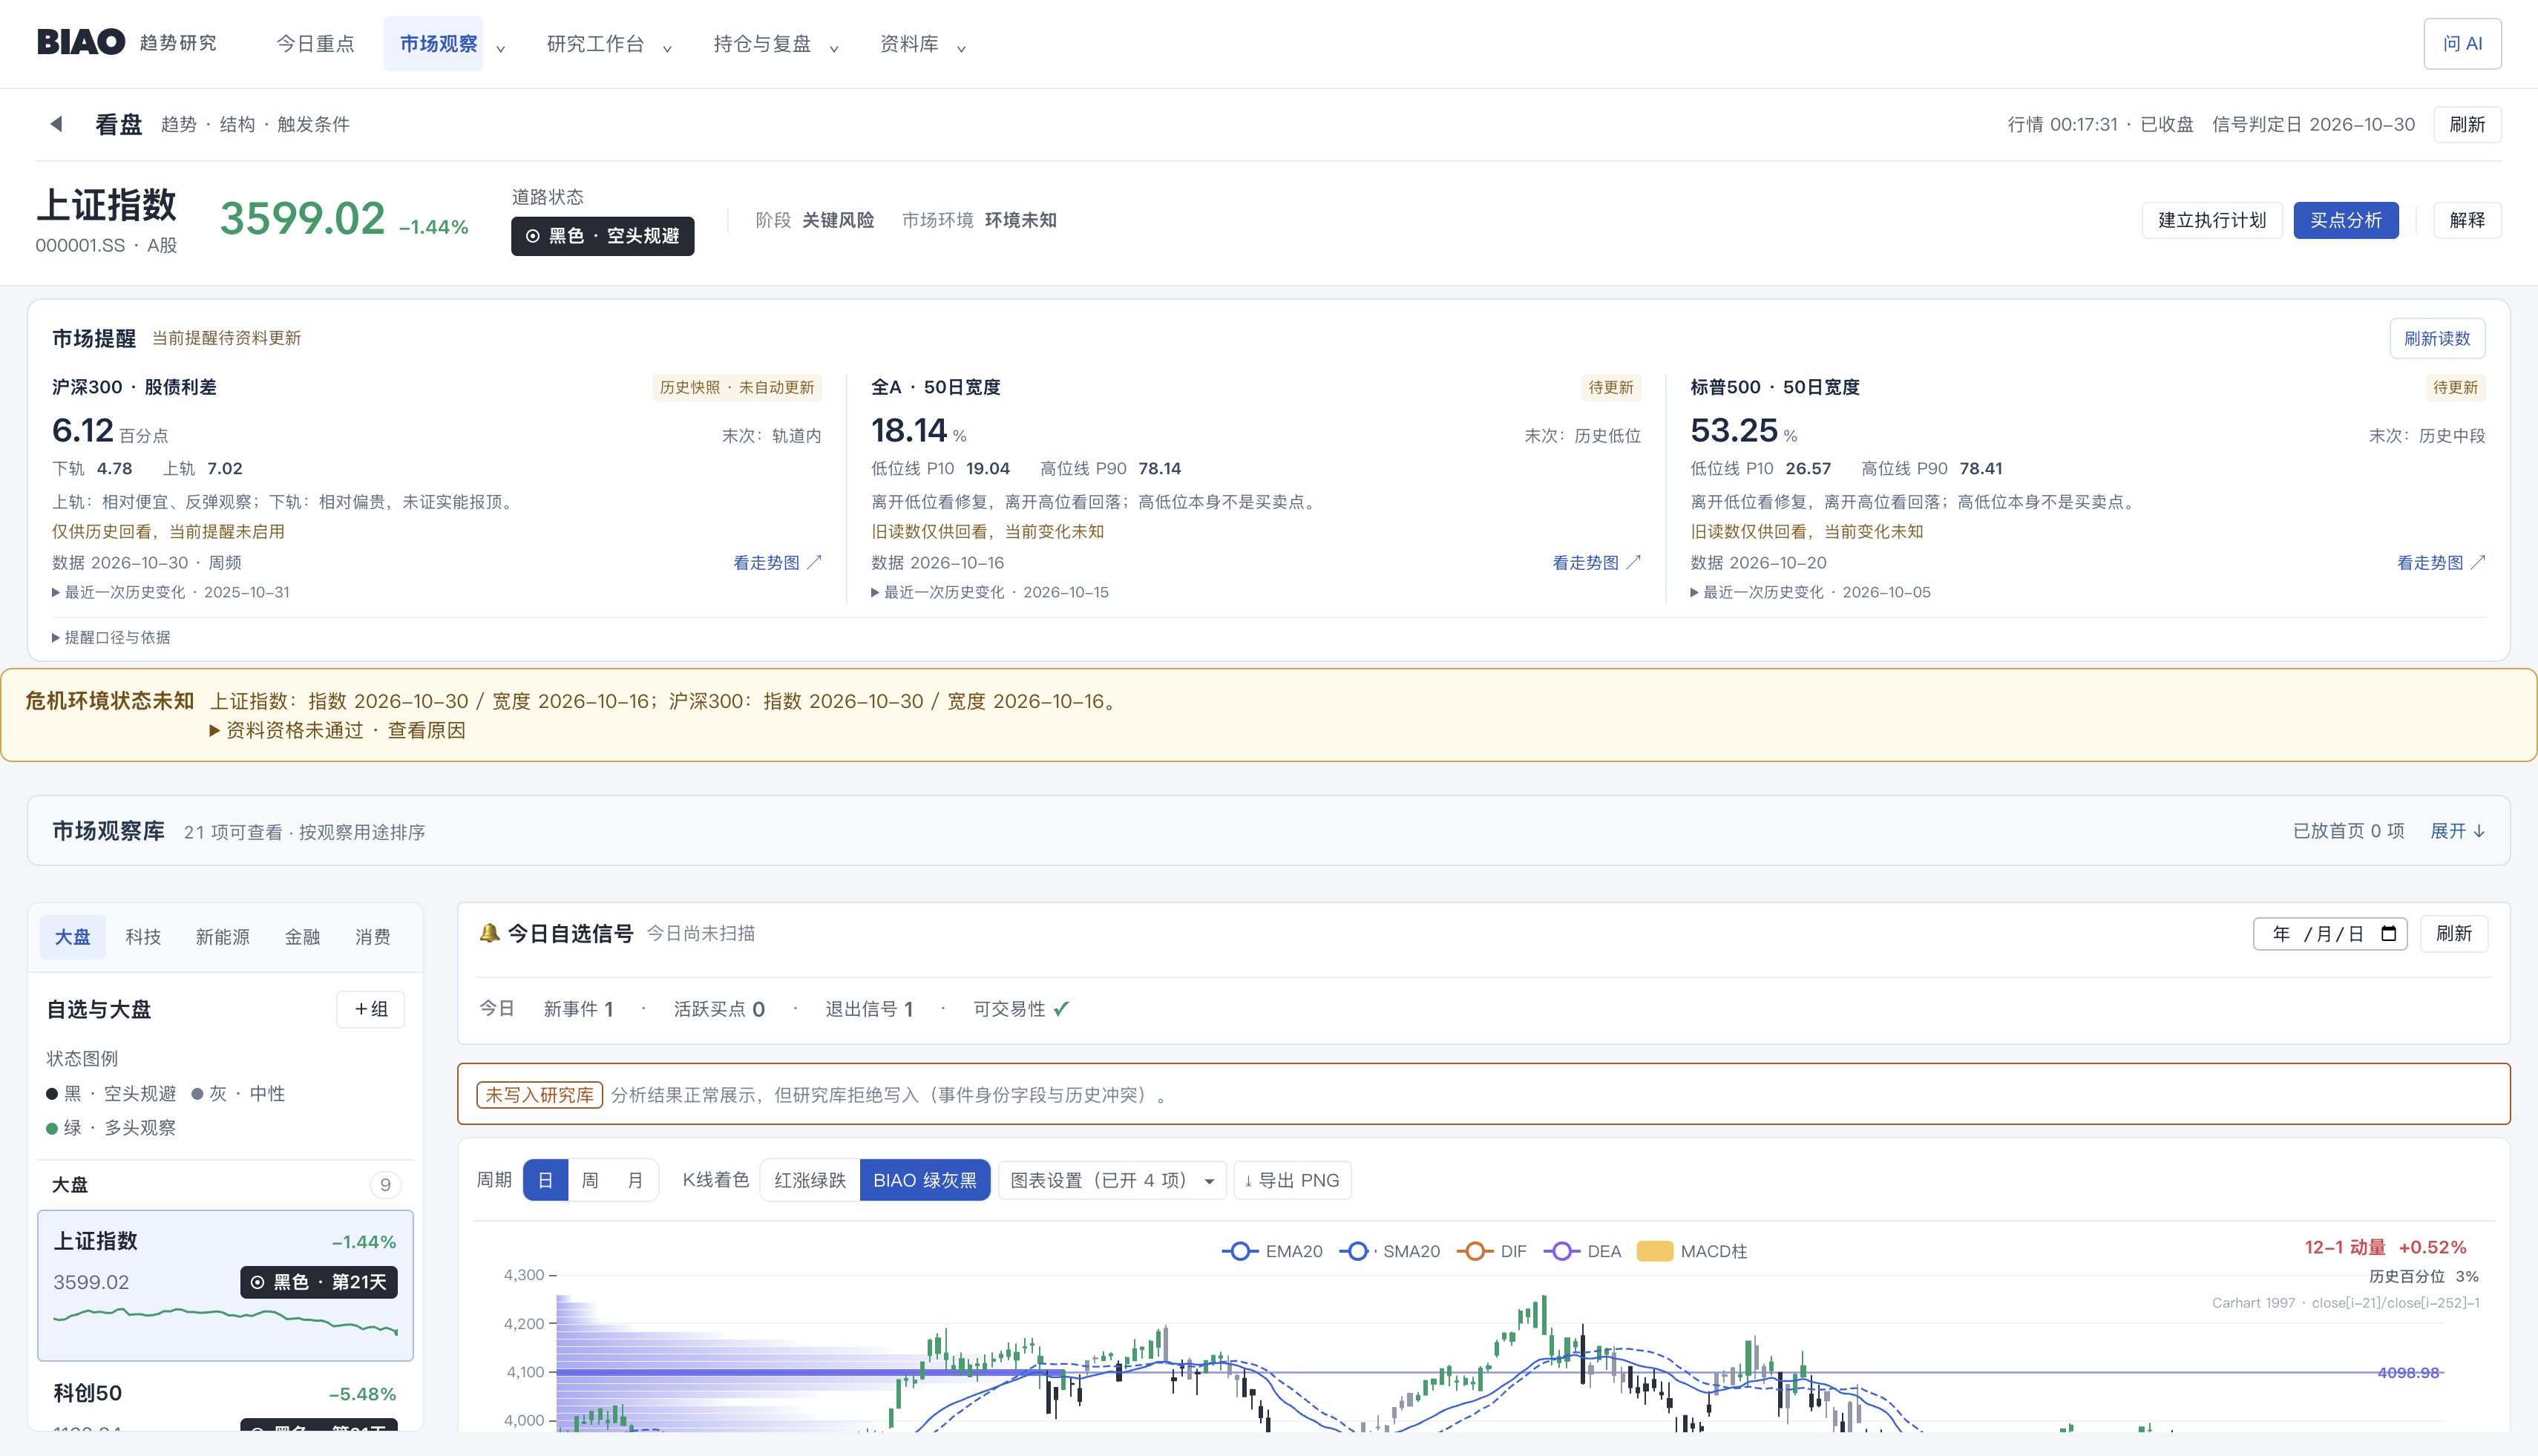 BIAO 趋势研究 今日重点 市场观察 研究工作台 持仓与复盘 资料库 问 AI
看盘 趋势 · 结构 · 触发条件 行情 00:17:31 · 已收盘 信号判定日 2026-10-30 刷新
上证指数 3599.02 -1.44%
000001.SS · A股
道路状态
黑色 · 空头规避
阶段 关键风险 市场环境 环境未知
建立执行计划 买点分析 解释
市场提醒 当前提醒待资料更新 刷新读数
沪深300 · 股债利差 历史快照 · 未自动更新
6.12 百分点 末次：轨道内
下轨 4.78 上轨 7.02
上轨：相对便宜、反弹观察；下轨：相对偏贵，未证实能报顶。
仅供历史回看，当前提醒未启用
数据 2026-10-30 · 周频 看走势图 ↗
▶ 最近一次历史变化 · 2025-10-31
全A · 50日宽度 待更新
18.14 % 末次：历史低位
低位线 P10 19.04 高位线 P90 78.14
离开低位看修复，离开高位看回落；高低位本身不是买卖点。
旧读数仅供回看，当前变化未知
数据 2026-10-16 看走势图 ↗
▶ 最近一次历史变化 · 2026-10-15
标普500 · 50日宽度 待更新
53.25 % 末次：历史中段
低位线 P10 26.57 高位线 P90 78.41
离开低位看修复，离开高位看回落；高低位本身不是买卖点。
旧读数仅供回看，当前变化未知
数据 2026-10-20 看走势图 ↗
▶ 最近一次历史变化 · 2026-10-05
▶ 提醒口径与依据
危机环境状态未知 上证指数：指数 2026-10-30 / 宽度 2026-10-16；沪深300：指数 2026-10-30 / 宽度 2026-10-16。
▶ 资料资格未通过 · 查看原因
市场观察库 21 项可查看 · 按观察用途排序 已放首页 0 项 展开 ↓
大盘 科技 新能源 金融 消费
自选与大盘 +组
状态图例
黑 · 空头规避 灰 · 中性
绿 · 多头观察
大盘 9
上证指数 -1.44%
3599.02 黑色 · 第21天
科创50 -5.48%
今日自选信号 今日尚未扫描 年 /月/日 刷新
今日 新事件 1 · 活跃买点 0 · 退出信号 1 · 可交易性 ✓
未写入研究库 分析结果正常展示，但研究库拒绝写入（事件身份字段与历史冲突）。
周期 日 周 月 K线着色 红涨绿跌 BIAO 绿灰黑 图表设置（已开 4 项） ↓ 导出 PNG
EMA20 SMA20 DIF DEA MACD柱
12-1 动量 +0.52%
历史百分位 3%
Carhart 1997 · close[i-21]/close[i-252]-1
4,300
4,200
4,100
4,000
4098.98